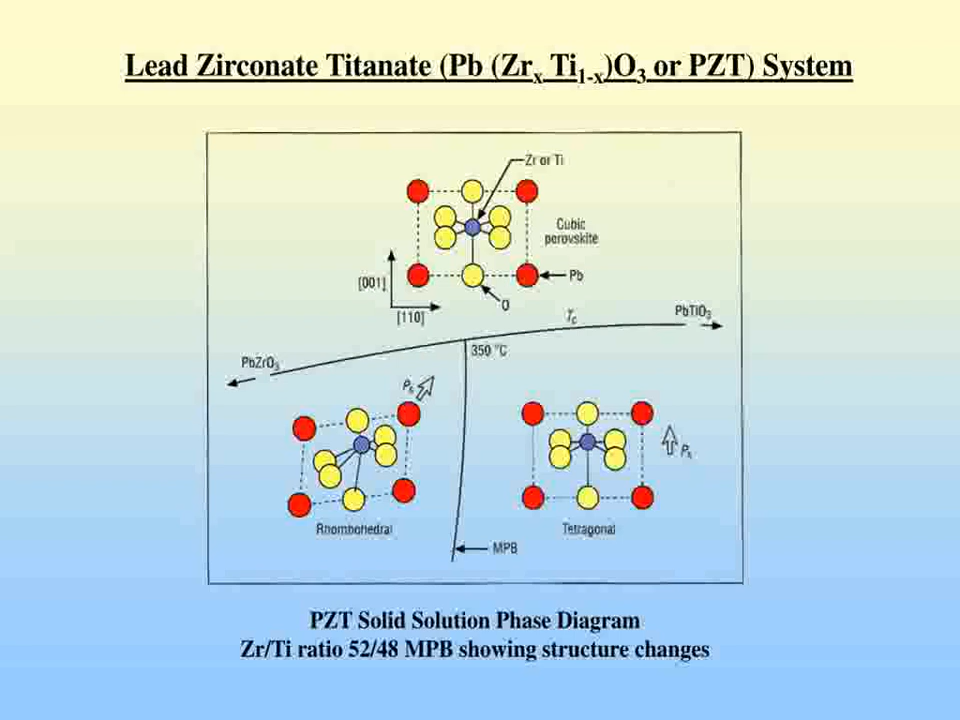 Lead Zirconate Titanate (Pb (Zrx Ti1-x)O3 or PZT) System
Zr or Ti
Cubic
perovskite
[001]
Pb
[110]
O
Tc
PbTiO3
PbZrO3
350 °C
Ps
Ps
Rhombohedral
Tetragonal
MPB
PZT Solid Solution Phase Diagram
Zr/Ti ratio 52/48 MPB showing structure changes